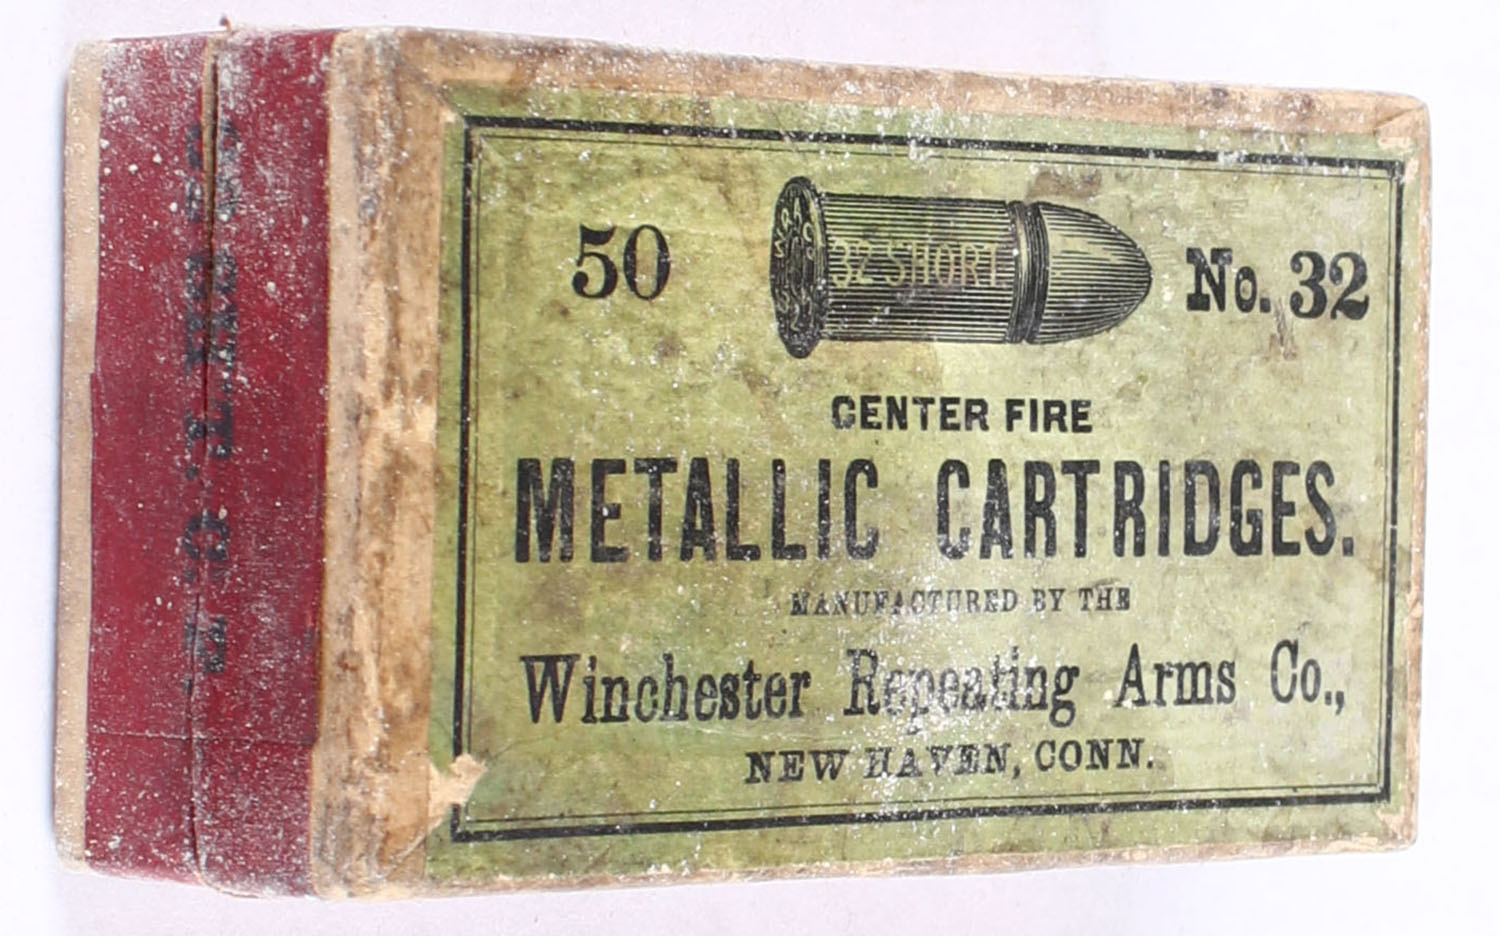 50
W.R.A.Co.
32 SHORT
No. 32
CENTER FIRE
METALLIC CARTRIDGES.
MANUFACTURED BY THE
Winchester Repeating Arms Co.,
NEW HAVEN, CONN.